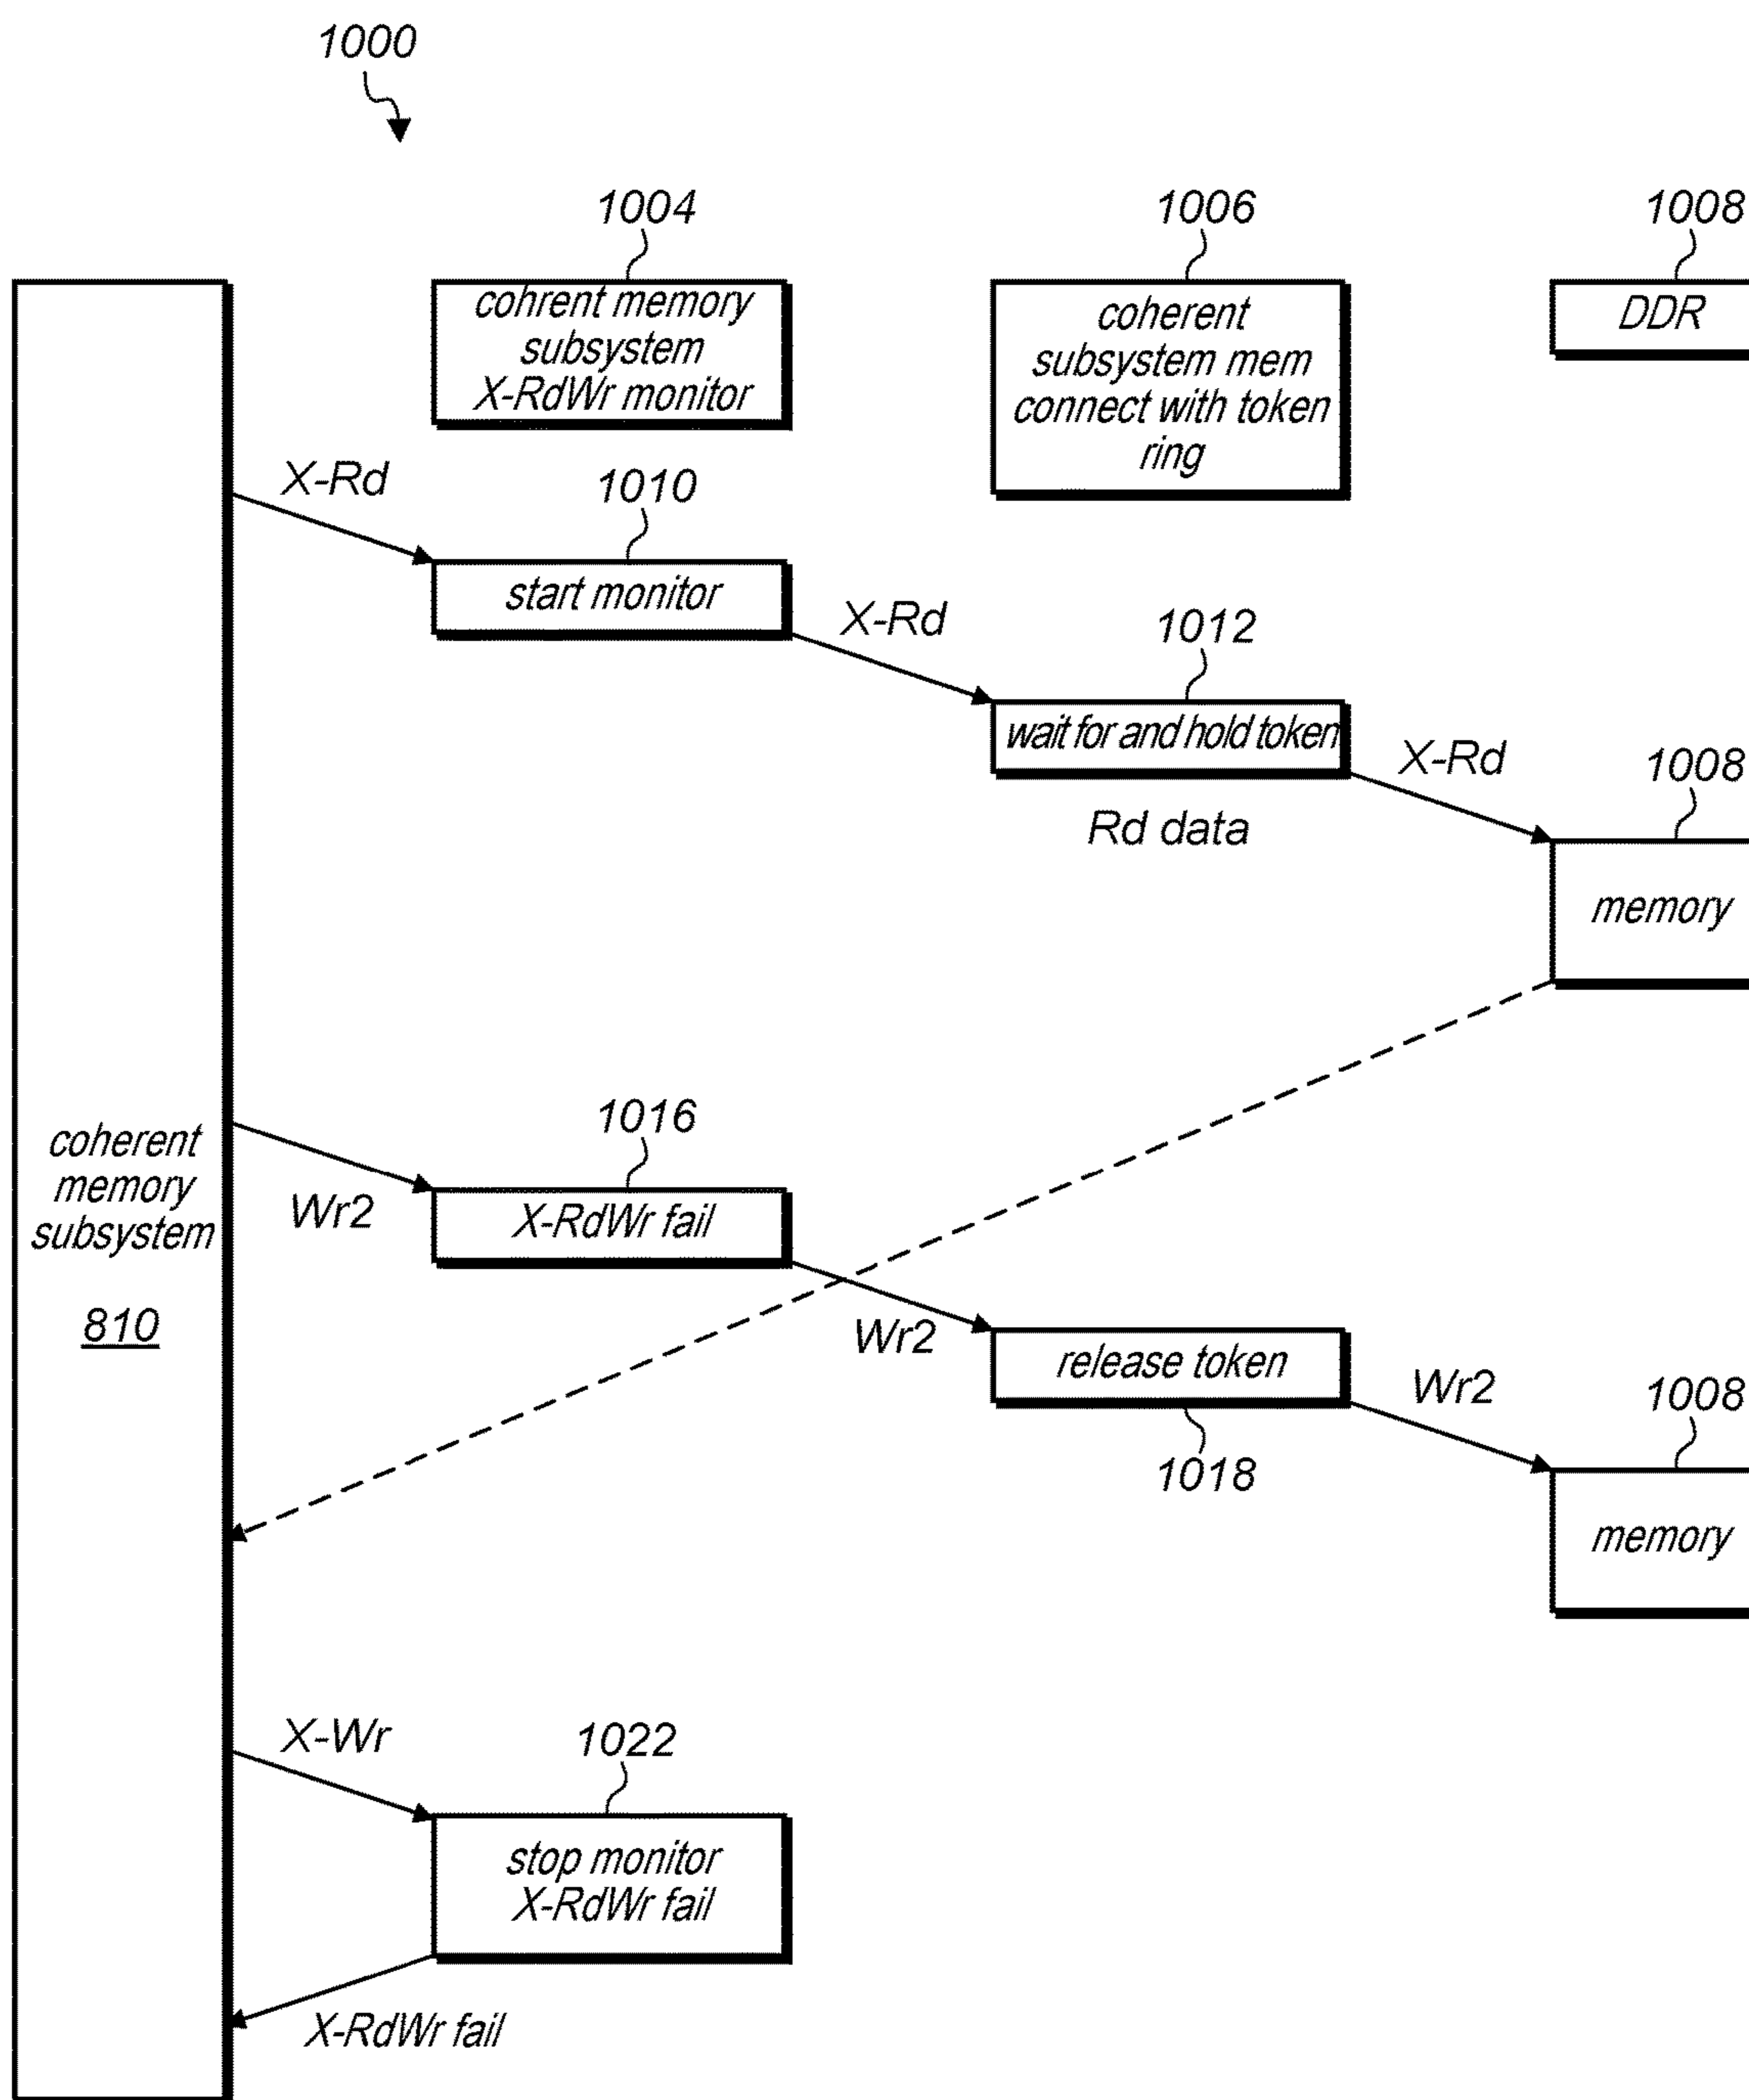 1000
1004
1006
1008
cohrent memory
subsystem
X-RdWr monitor
coherent
subsystem mem
connect with token
ring
DDR
X-Rd
1010
start monitor
X-Rd
1012
wait for and hold token
X-Rd
1008
Rd data
memory
coherent
memory
subsystem
810
1016
Wr2
X-RdWr fail
Wr2
release token
1018
Wr2
1008
memory
X-Wr
1022
stop monitor
X-RdWr fail
X-RdWr fail